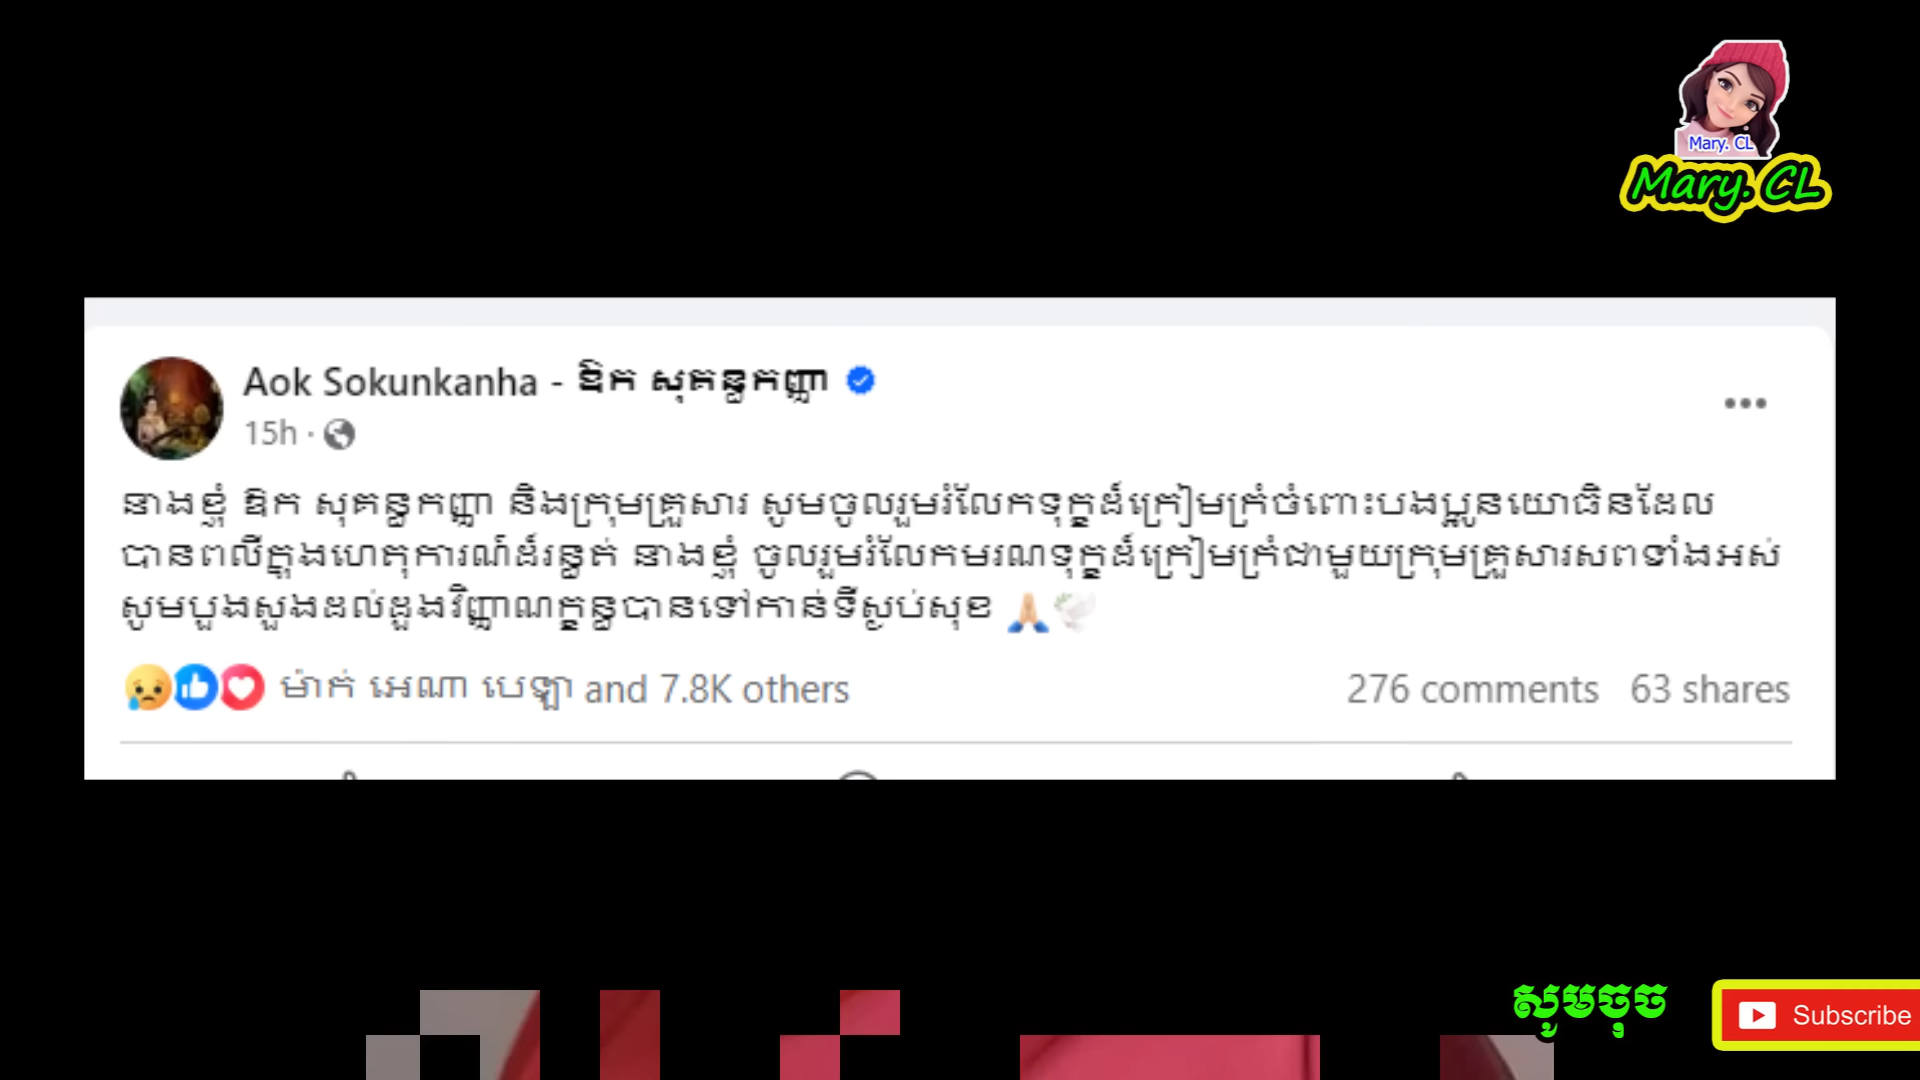 Mary. CL
Mary. CL
Aok Sokunkanha - ឱក សុគន្ធកញ្ញា
15h ·
នាងខ្ញុំ ឱក សុគន្ធកញ្ញា និងក្រុមគ្រួសារ សូមចូលរួមរំលែកទុក្ខដ៏ក្រៀមក្រំចំពោះបងប្អូនយោធិនដែល
បានពលីក្នុងហេតុការណ៍ដ៏រន្ធត់ នាងខ្ញុំ ចូលរួមរំលែកមរណទុក្ខដ៏ក្រៀមក្រំជាមួយក្រុមគ្រួសារសពទាំងអស់
សូមបួងសួងដល់ដួងវិញ្ញាណក្ខន្ធបានទៅកាន់ទីស្ងប់សុខ 🙏🕊️
ម៉ាក់ អេណា បេឡា and 7.8K others
276 comments 63 shares
សូមចុច
Subscribe